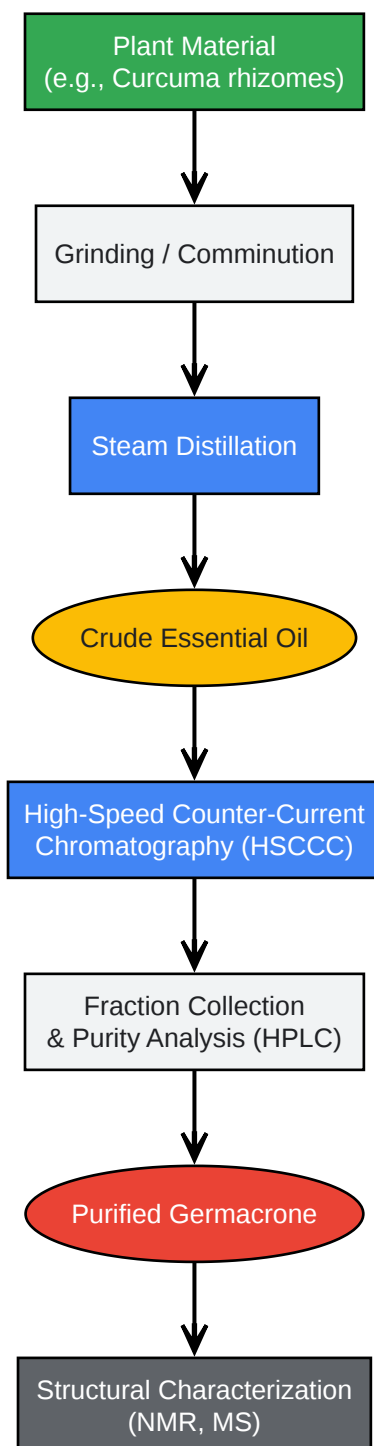 Plant Material
(e.g., Curcuma rhizomes)
Grinding / Comminution
Steam Distillation
Crude Essential Oil
High-Speed Counter-Current
Chromatography (HSCCC)
Fraction Collection
& Purity Analysis (HPLC)
Purified Germacrone
Structural Characterization
(NMR, MS)